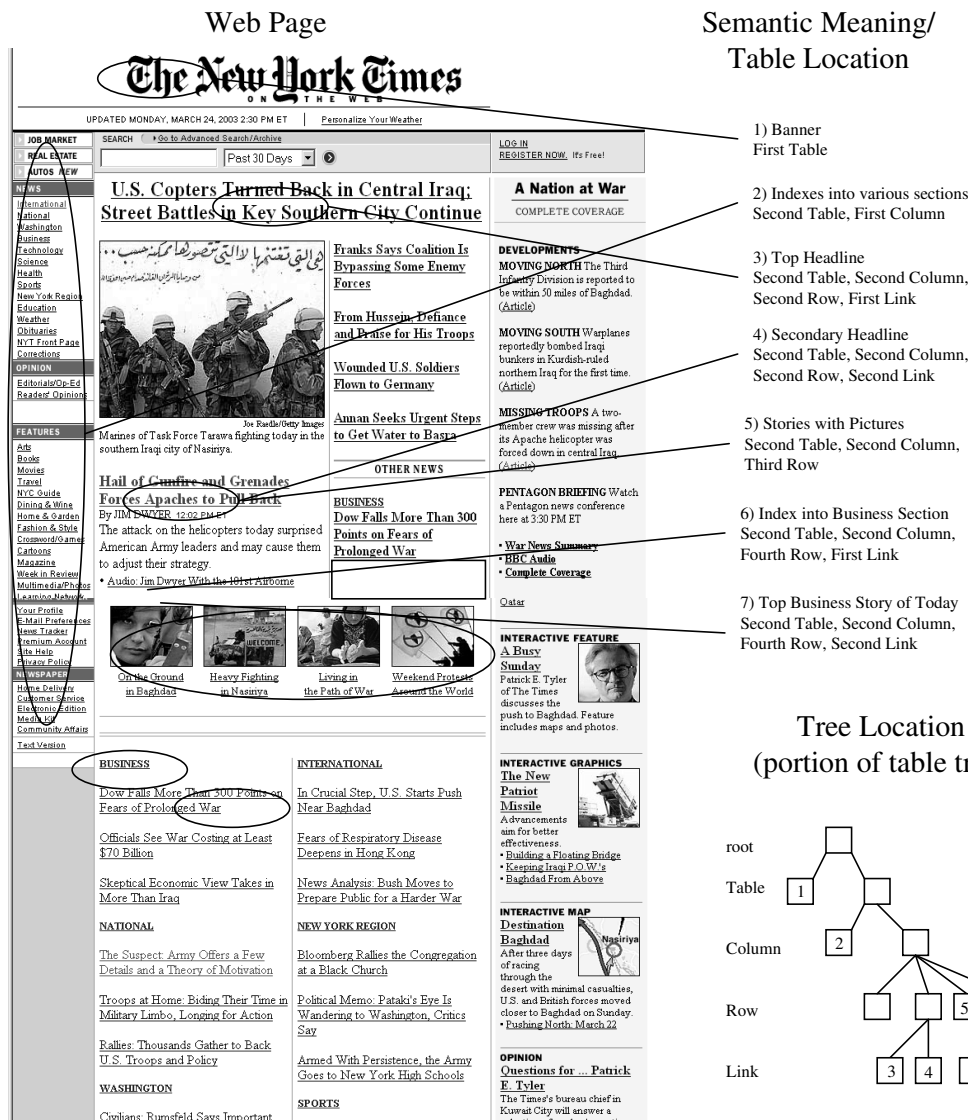 Web Page
Semantic Meaning/
Table Location
The New York Times
ON THE WEB
UPDATED MONDAY, MARCH 24, 2003 2:30 PM ET
Personalize Your Weather
JOB MARKET
REAL ESTATE
AUTOS NEW
SEARCH
Go to Advanced Search/Archive
Past 30 Days
LOG IN
REGISTER NOW. It's Free!
NEWS
International
National
Washington
Business
Technology
Science
Health
Sports
New York Region
Education
Weather
Obituaries
NYT Front Page
Corrections
OPINION
Editorials/Op-Ed
Readers' Opinions
FEATURES
Arts
Books
Movies
Travel
NYC Guide
Dining & Wine
Home & Garden
Fashion & Style
Crossword/Games
Cartoons
Magazine
Week in Review
Multimedia/Photos
Learning Network
Your Profile
E-Mail Preferences
News Tracker
Premium Account
Site Help
Privacy Policy
NEWSPAPER
Home Delivery
Customer Service
Electronic Edition
Media Kit
Community Affairs
Text Version
U.S. Copters Turned Back in Central Iraq;
Street Battles in Key Southern City Continue
Joe Raedle/Getty Images
Marines of Task Force Tarawa fighting today in the
southern Iraqi city of Nasiriya.
Hail of Gunfire and Grenades
Forces Apaches to Pull Back
By JIM DWYER 12:02 PM ET
The attack on the helicopters today surprised
American Army leaders and may cause them
to adjust their strategy.
• Audio: Jim Dwyer With the 101st Airborne
Franks Says Coalition Is
Bypassing Some Enemy
Forces
From Hussein, Defiance
and Praise for His Troops
Wounded U.S. Soldiers
Flown to Germany
Annan Seeks Urgent Steps
to Get Water to Basra
OTHER NEWS
BUSINESS
Dow Falls More Than 300
Points on Fears of
Prolonged War
WELCOME
On the Ground
in Baghdad
Heavy Fighting
in Nasiriya
Living in
the Path of War
Weekend Protests
Around the World
BUSINESS
Dow Falls More Than 300 Points on
Fears of Prolonged War
Officials See War Costing at Least
$70 Billion
Skeptical Economic View Takes in
More Than Iraq
NATIONAL
The Suspect: Army Offers a Few
Details and a Theory of Motivation
Troops at Home: Biding Their Time in
Military Limbo, Longing for Action
Rallies: Thousands Gather to Back
U.S. Troops and Policy
WASHINGTON
Civilians: Rumsfeld Says Important
INTERNATIONAL
In Crucial Step, U.S. Starts Push
Near Baghdad
Fears of Respiratory Disease
Deepens in Hong Kong
News Analysis: Bush Moves to
Prepare Public for a Harder War
NEW YORK REGION
Bloomberg Rallies the Congregation
at a Black Church
Political Memo: Pataki's Eye Is
Wandering to Washington, Critics
Say
Armed With Persistence, the Army
Goes to New York High Schools
SPORTS
A Nation at War
COMPLETE COVERAGE
DEVELOPMENTS
MOVING NORTH The Third
Infantry Division is reported to
be within 50 miles of Baghdad.
(Article)
MOVING SOUTH Warplanes
reportedly bombed Iraqi
bunkers in Kurdish-ruled
northern Iraq for the first time.
(Article)
MISSING TROOPS A two-
member crew was missing after
its Apache helicopter was
forced down in central Iraq.
(Article)
PENTAGON BRIEFING Watch
a Pentagon news conference
here at 3:30 PM ET
• War News Summary
• BBC Audio
• Complete Coverage
Qatar
INTERACTIVE FEATURE
A Busy
Sunday
Patrick E. Tyler
of The Times
discusses the
push to Baghdad. Feature
includes maps and photos.
INTERACTIVE GRAPHICS
The New
Patriot
Missile
Advancements
aim for better
effectiveness.
• Building a Floating Bridge
• Keeping Iraqi P.O.W.'s
• Baghdad From Above
INTERACTIVE MAP
Destination
Baghdad
Nasiriya
After three days
of racing
through the
desert with minimal casualties,
U.S. and British forces moved
closer to Baghdad on Sunday.
• Pushing North: March 22
OPINION
Questions for ... Patrick
E. Tyler
The Times's bureau chief in
Kuwait City will answer a
1) Banner
First Table
2) Indexes into various sections
Second Table, First Column
3) Top Headline
Second Table, Second Column,
Second Row, First Link
4) Secondary Headline
Second Table, Second Column,
Second Row, Second Link
5) Stories with Pictures
Second Table, Second Column,
Third Row
6) Index into Business Section
Second Table, Second Column,
Fourth Row, First Link
7) Top Business Story of Today
Second Table, Second Column,
Fourth Row, Second Link
Tree Location
(portion of table tr
root
Table
1
Column
2
Row
5
Link
3
4